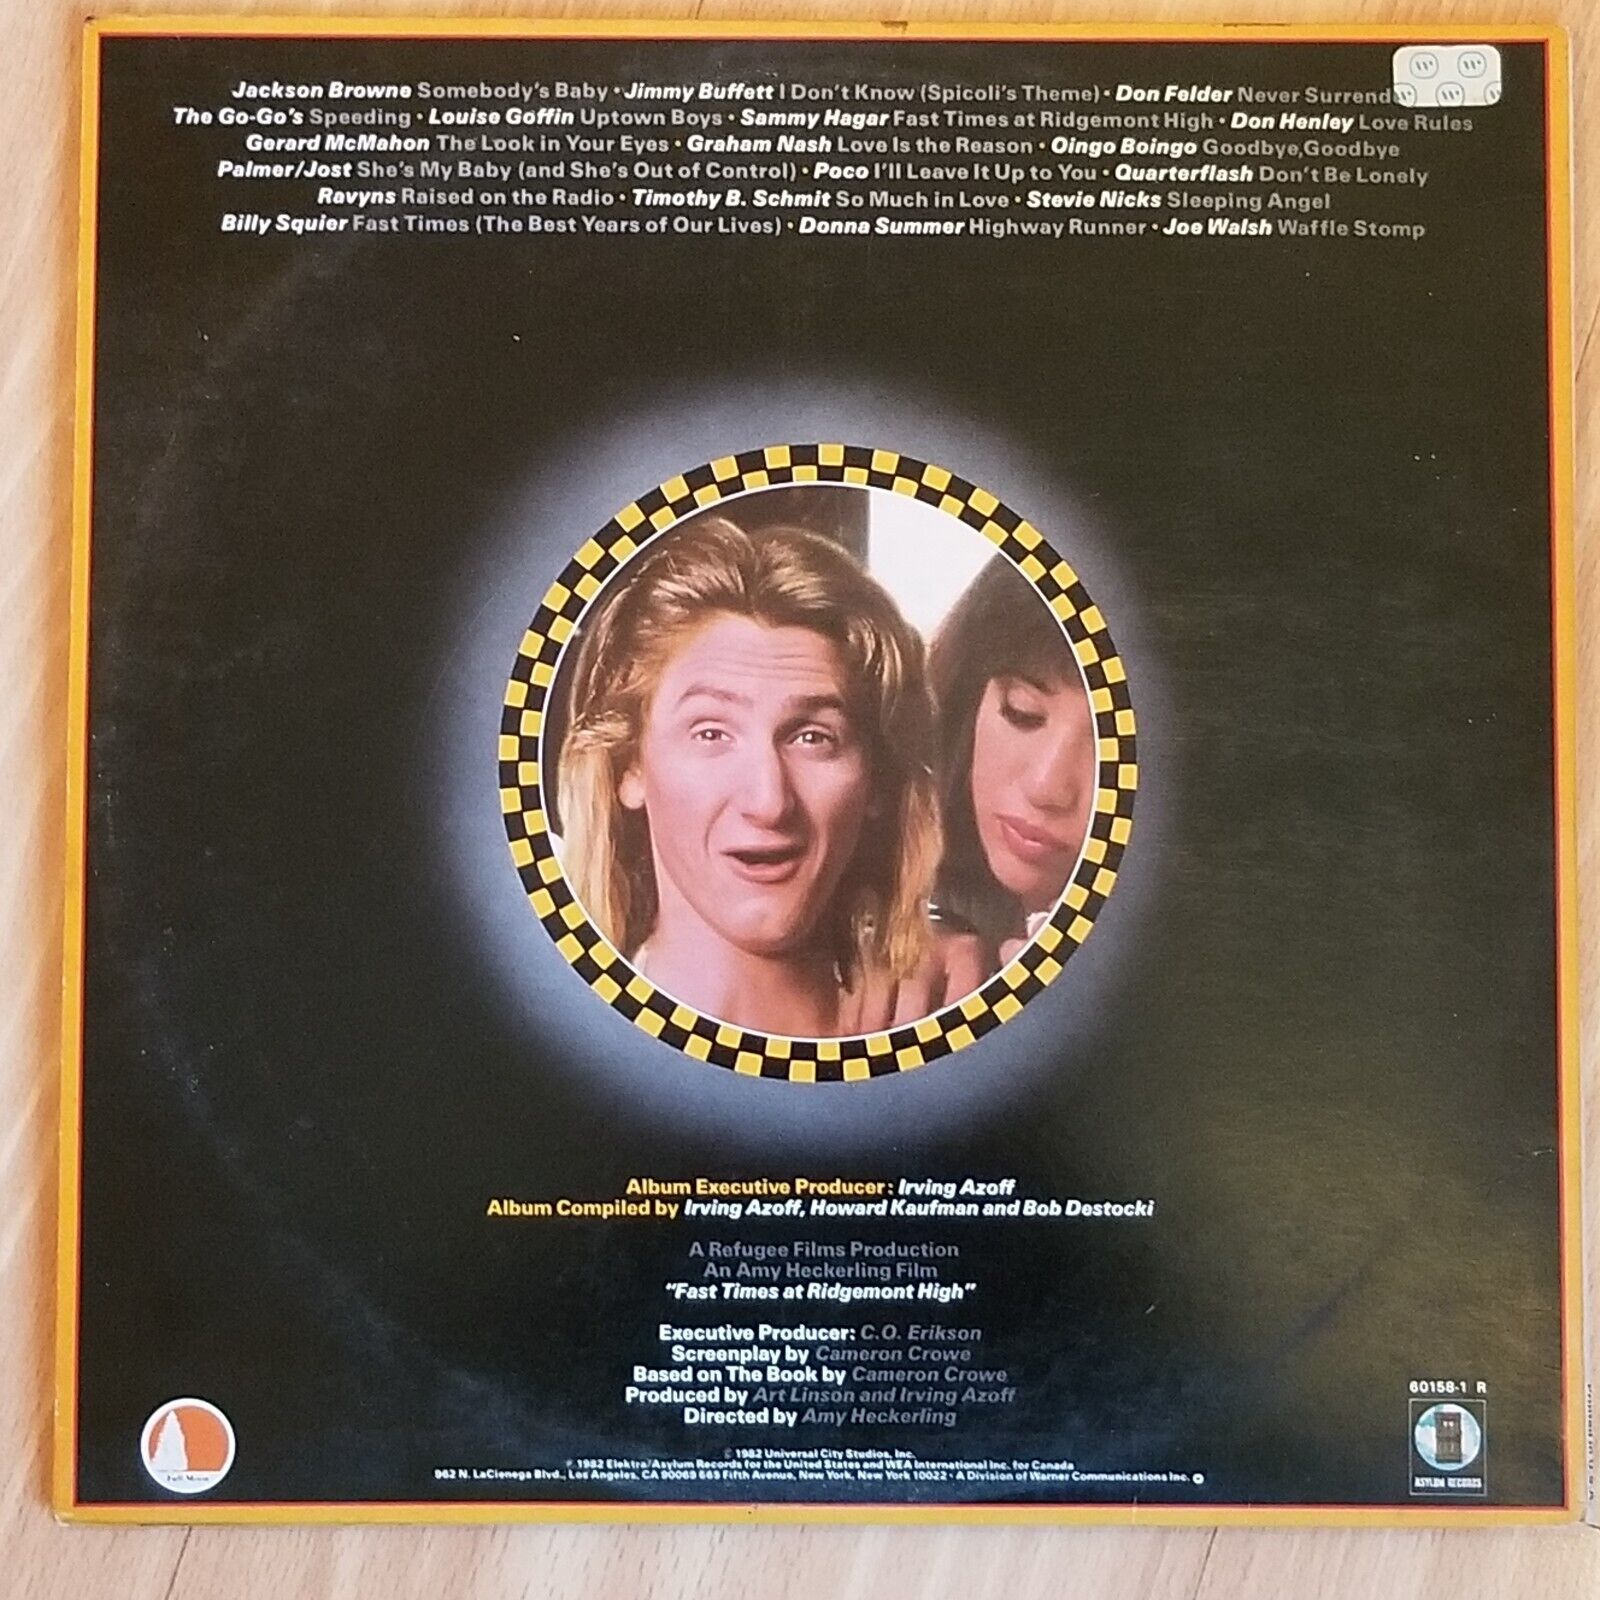 Jackson Browne Somebody's Baby • Jimmy Buffett I Don't Know (Spicoli's Theme) • Don Felder Never Surrend
The Go-Go's Speeding • Louise Goffin Uptown Boys • Sammy Hagar Fast Times at Ridgemont High • Don Henley Love Rules
Gerard McMahon The Look in Your Eyes • Graham Nash Love Is the Reason • Oingo Boingo Goodbye, Goodbye
Palmer/Jost She's My Baby (and She's Out of Control) • Poco I'll Leave It Up to You • Quarterflash Don't Be Lonely
Ravyns Raised on the Radio • Timothy B. Schmit So Much in Love • Stevie Nicks Sleeping Angel
Billy Squier Fast Times (The Best Years of Our Lives) • Donna Summer Highway Runner • Joe Walsh Waffle Stomp
Album Executive Producer: Irving Azoff
Album Compiled by Irving Azoff, Howard Kaufman and Bob Destocki
A Refugee Films Production
An Amy Heckerling Film
"Fast Times at Ridgemont High"
Executive Producer: C.O. Erikson
Screenplay by Cameron Crowe
Based on The Book by Cameron Crowe
Produced by Art Linson and Irving Azoff
Directed by Amy Heckerling
© 1982 Universal City Studios, Inc.
℗ 1982 Elektra/Asylum Records for the United States and WEA International Inc. for Canada
962 N. LaCienega Blvd., Los Angeles, CA 90069 665 Fifth Avenue, New York, New York 10022 • A Division of Warner Communications Inc.
Full Moon
60158-1 R
ASYLUM RECORDS